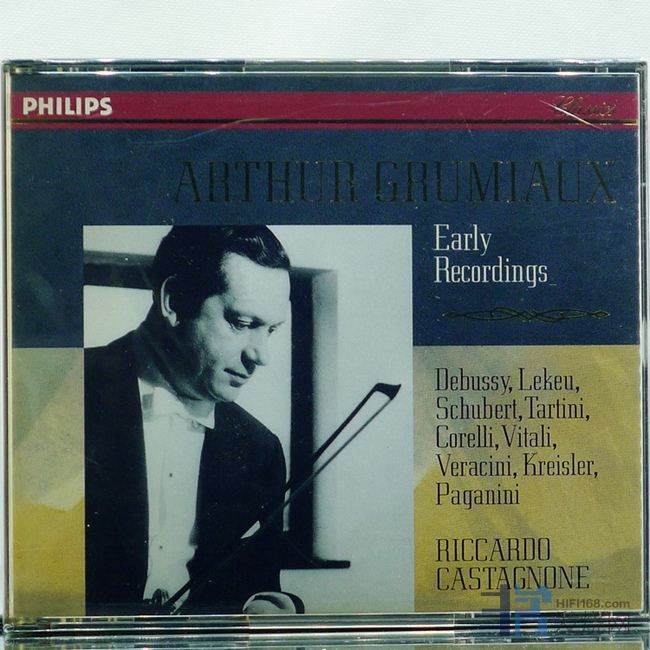 PHILIPS
Classics
ARTHUR GRUMIAUX
Early
Recordings
Debussy, Lekeu,
Schubert, Tartini,
Corelli, Vitali,
Veracini, Kreisler,
Paganini
RICCARDO
CASTAGNONE
HIFI168.com